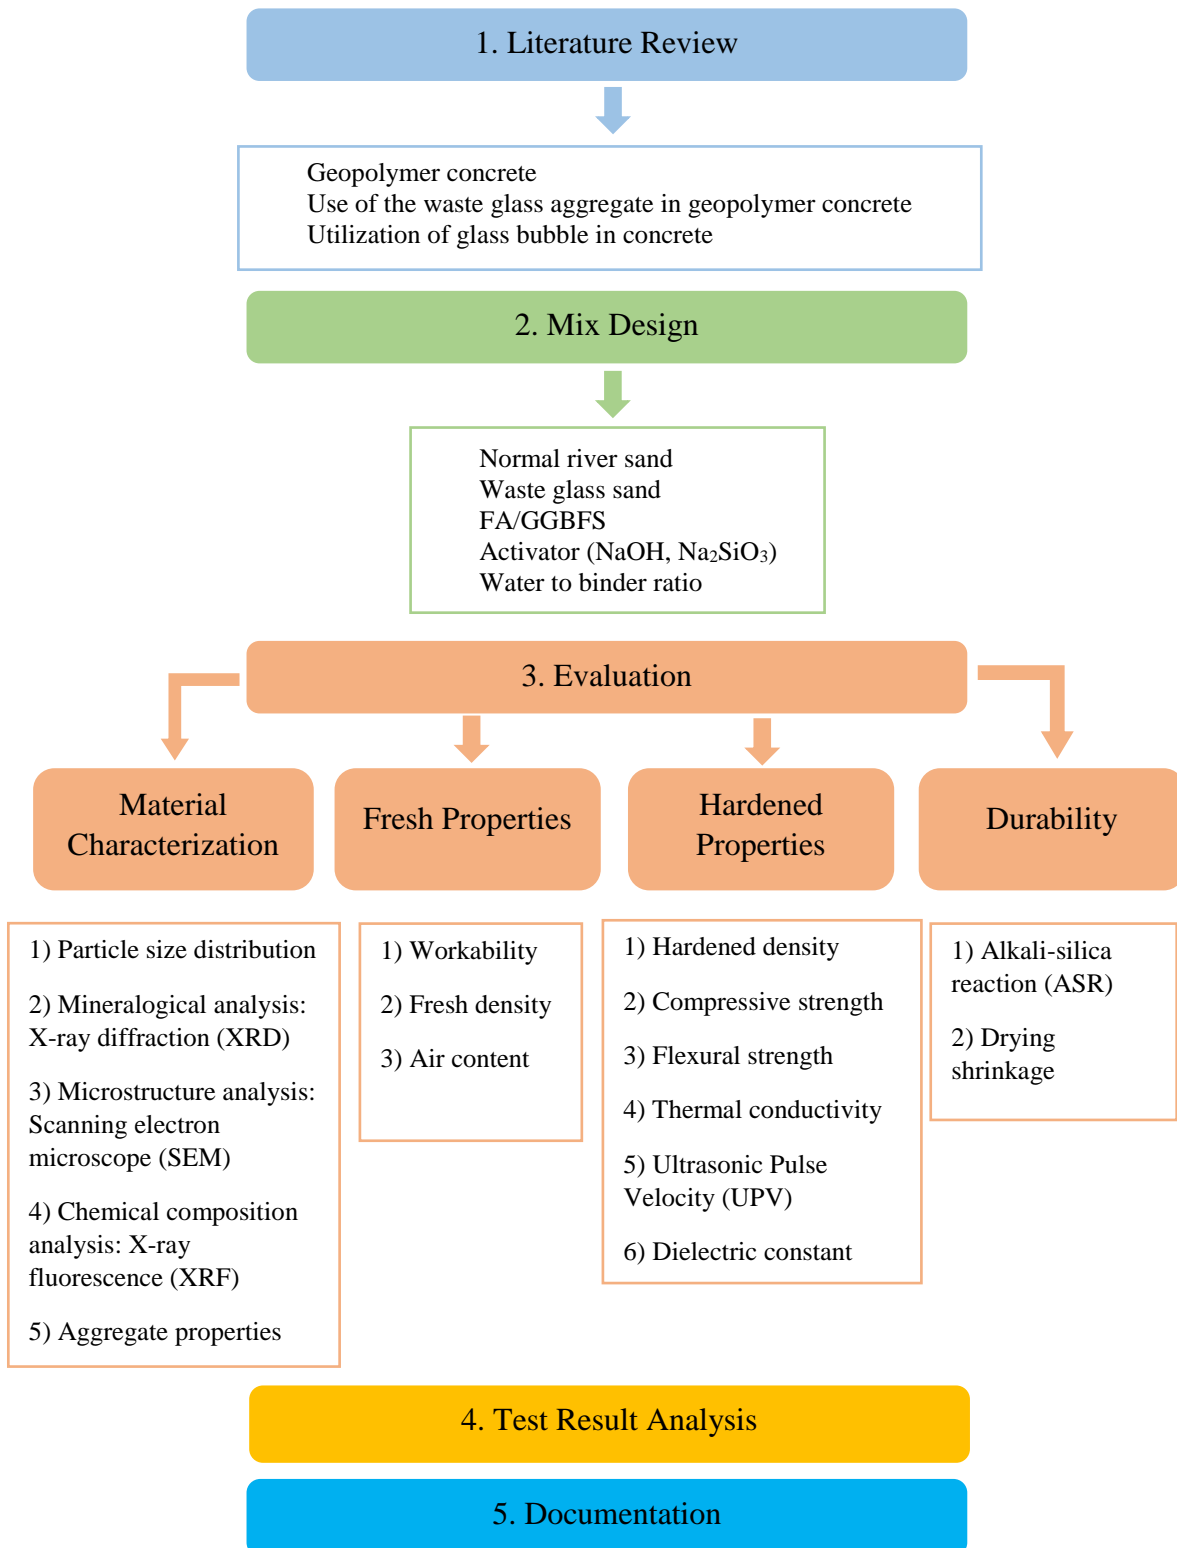 1. Literature Review
Geopolymer concrete
Use of the waste glass aggregate in geopolymer concrete
Utilization of glass bubble in concrete
2. Mix Design
Normal river sand
Waste glass sand
FA/GGBFS
Activator (NaOH, Na₂SiO₃)
Water to binder ratio
3. Evaluation
Material
Characterization
Fresh Properties
Hardened
Properties
Durability
1) Particle size distribution
2) Mineralogical analysis:
X-ray diffraction (XRD)
3) Microstructure analysis:
Scanning electron
microscope (SEM)
4) Chemical composition
analysis: X-ray
fluorescence (XRF)
5) Aggregate properties
1) Workability
2) Fresh density
3) Air content
1) Hardened density
2) Compressive strength
3) Flexural strength
4) Thermal conductivity
5) Ultrasonic Pulse
Velocity (UPV)
6) Dielectric constant
1) Alkali-silica
reaction (ASR)
2) Drying
shrinkage
4. Test Result Analysis
5. Documentation